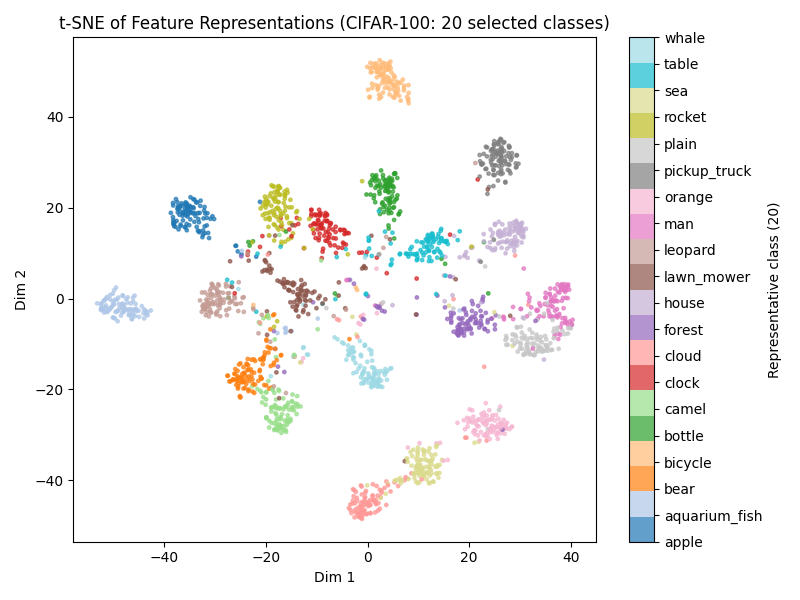 t-SNE of Feature Representations (CIFAR-100: 20 selected classes)
Dim 2
40
20
0
−20
−40
−40
−20
0
20
40
Dim 1
whale
table
sea
rocket
plain
pickup_truck
orange
man
leopard
lawn_mower
house
forest
cloud
clock
camel
bottle
bicycle
bear
aquarium_fish
apple
Representative class (20)